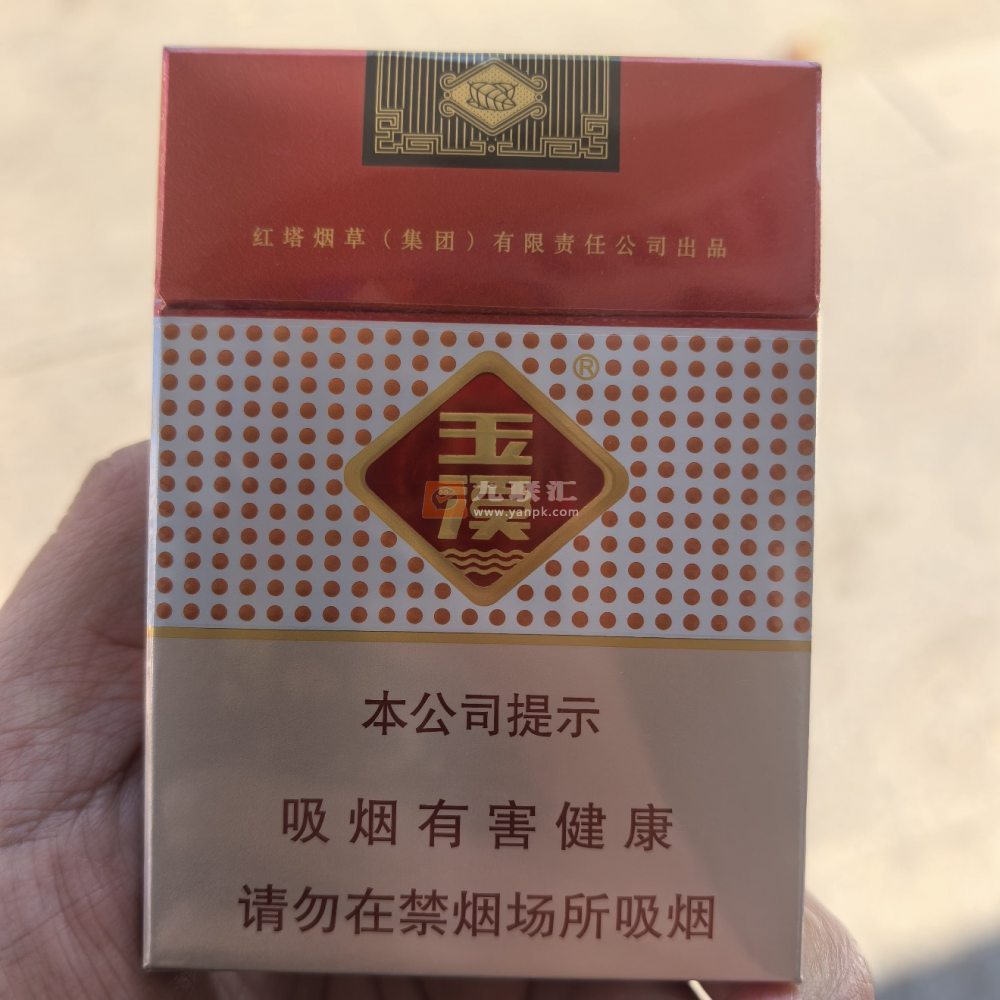 红塔烟草（集团）有限责任公司出品
®
玉
溪
九联汇
www.yanpk.com
本公司提示
吸烟有害健康
请勿在禁烟场所吸烟